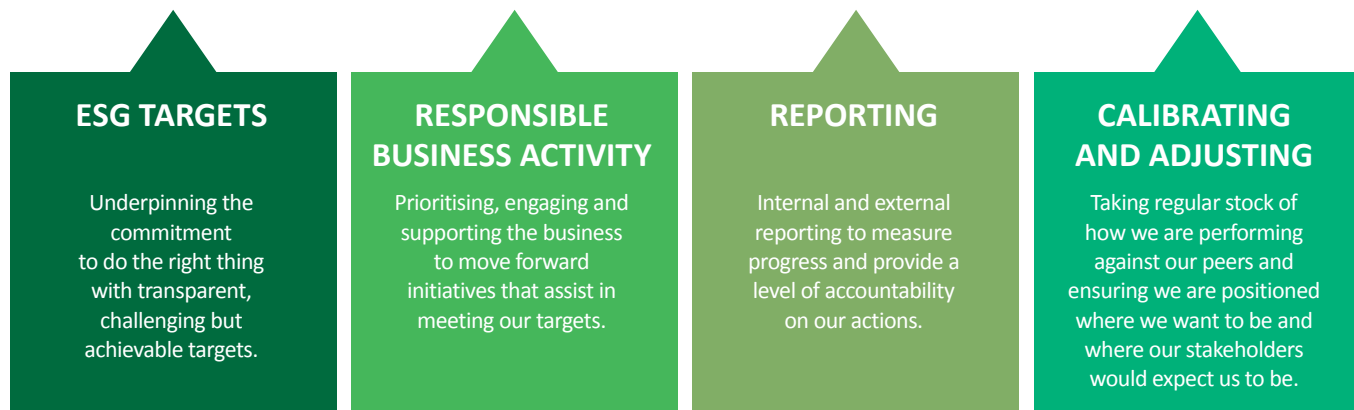 ESG TARGETS
Underpinning the
commitment
to do the right thing
with transparent,
challenging but
achievable targets.
RESPONSIBLE
BUSINESS ACTIVITY
Prioritising, engaging and
supporting the business
to move forward
initiatives that assist in
meeting our targets.
REPORTING
Internal and external
reporting to measure
progress and provide a
level of accountability
on our actions.
CALIBRATING
AND ADJUSTING
Taking regular stock of
how we are performing
against our peers and
ensuring we are positioned
where we want to be and
where our stakeholders
would expect us to be.